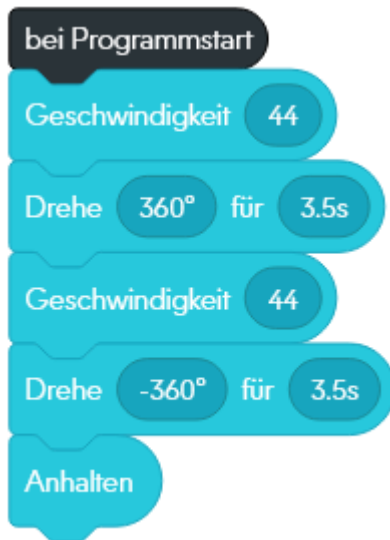 bei Programmstart
Geschwindigkeit 44
Drehe 360° für 3.5s
Geschwindigkeit 44
Drehe -360° für 3.5s
Anhalten